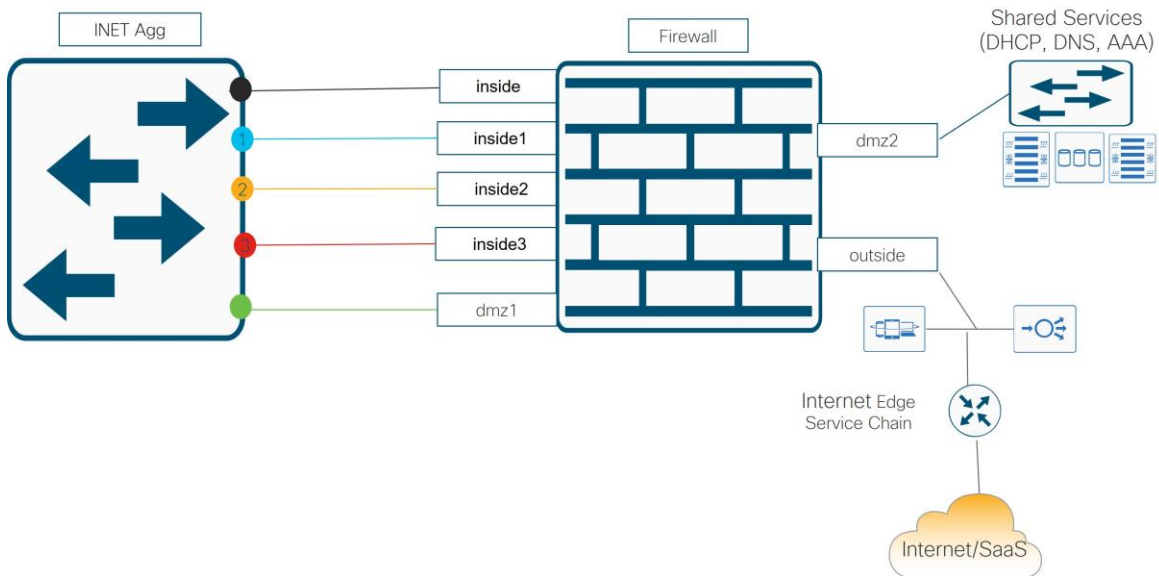 INET Agg
Firewall
Shared Services
(DHCP, DNS, AAA)
inside
1
inside1
dmz2
2
inside2
3
inside3
outside
dmz1
Internet Edge
Service Chain
Internet/SaaS